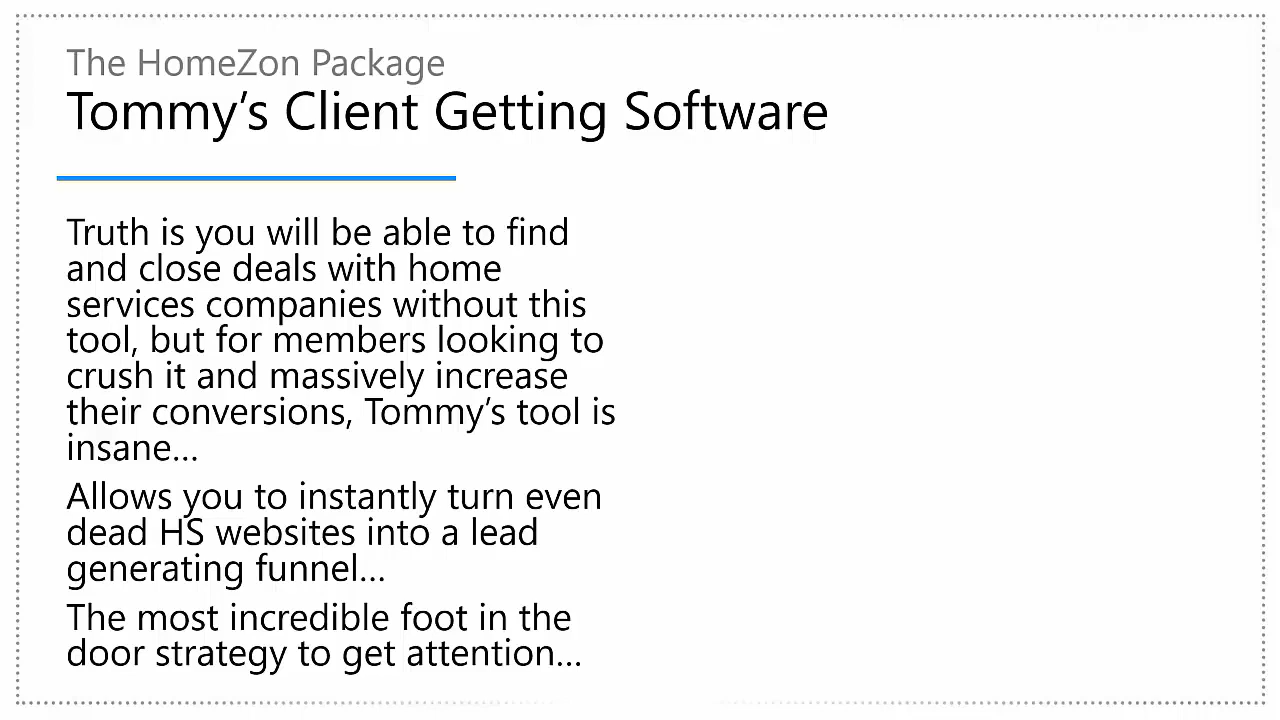 The HomeZon Package
Tommy’s Client Getting Software
Truth is you will be able to find
and close deals with home
services companies without this
tool, but for members looking to
crush it and massively increase
their conversions, Tommy’s tool is
insane…
Allows you to instantly turn even
dead HS websites into a lead
generating funnel…
The most incredible foot in the
door strategy to get attention…